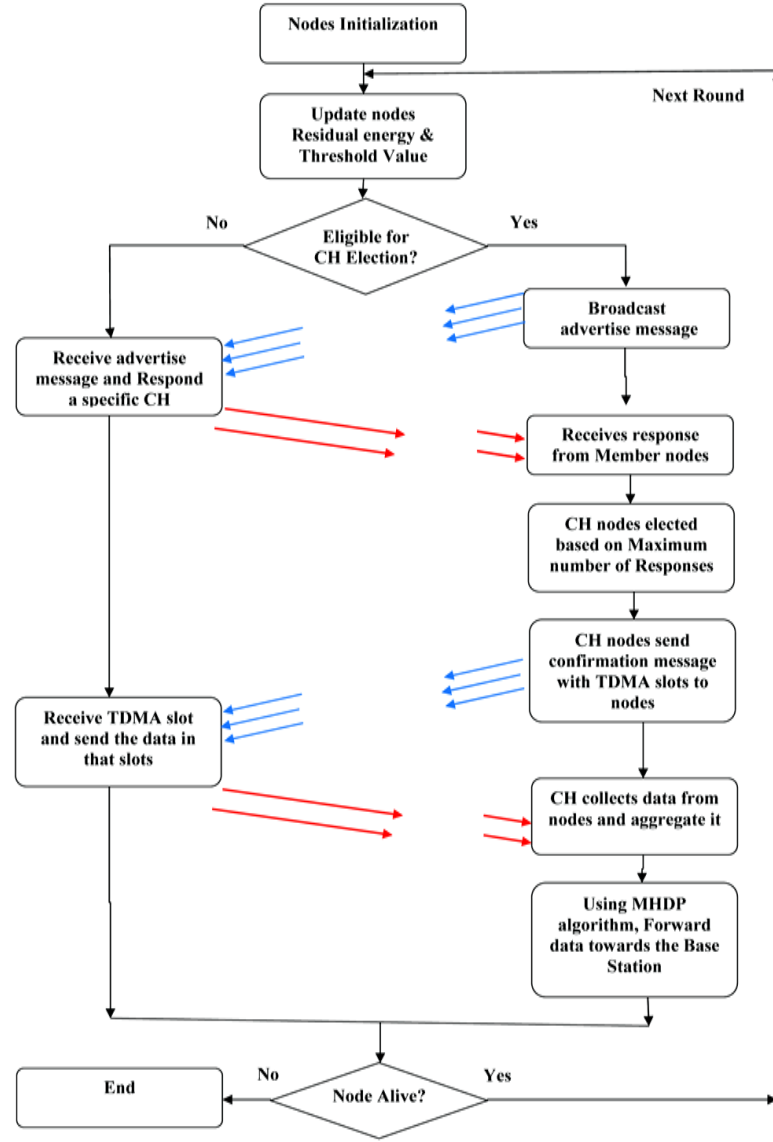 Nodes Initialization
Next Round
Update nodes
Residual energy &
Threshold Value
No
Yes
Eligible for
CH Election?
Broadcast
advertise message
Receive advertise
message and Respond
a specific CH
Receives response
from Member nodes
CH nodes elected
based on Maximum
number of Responses
CH nodes send
confirmation message
with TDMA slots to
nodes
Receive TDMA slot
and send the data in
that slots
CH collects data from
nodes and aggregate it
Using MHDP
algorithm, Forward
data towards the Base
Station
End
No
Node Alive?
Yes